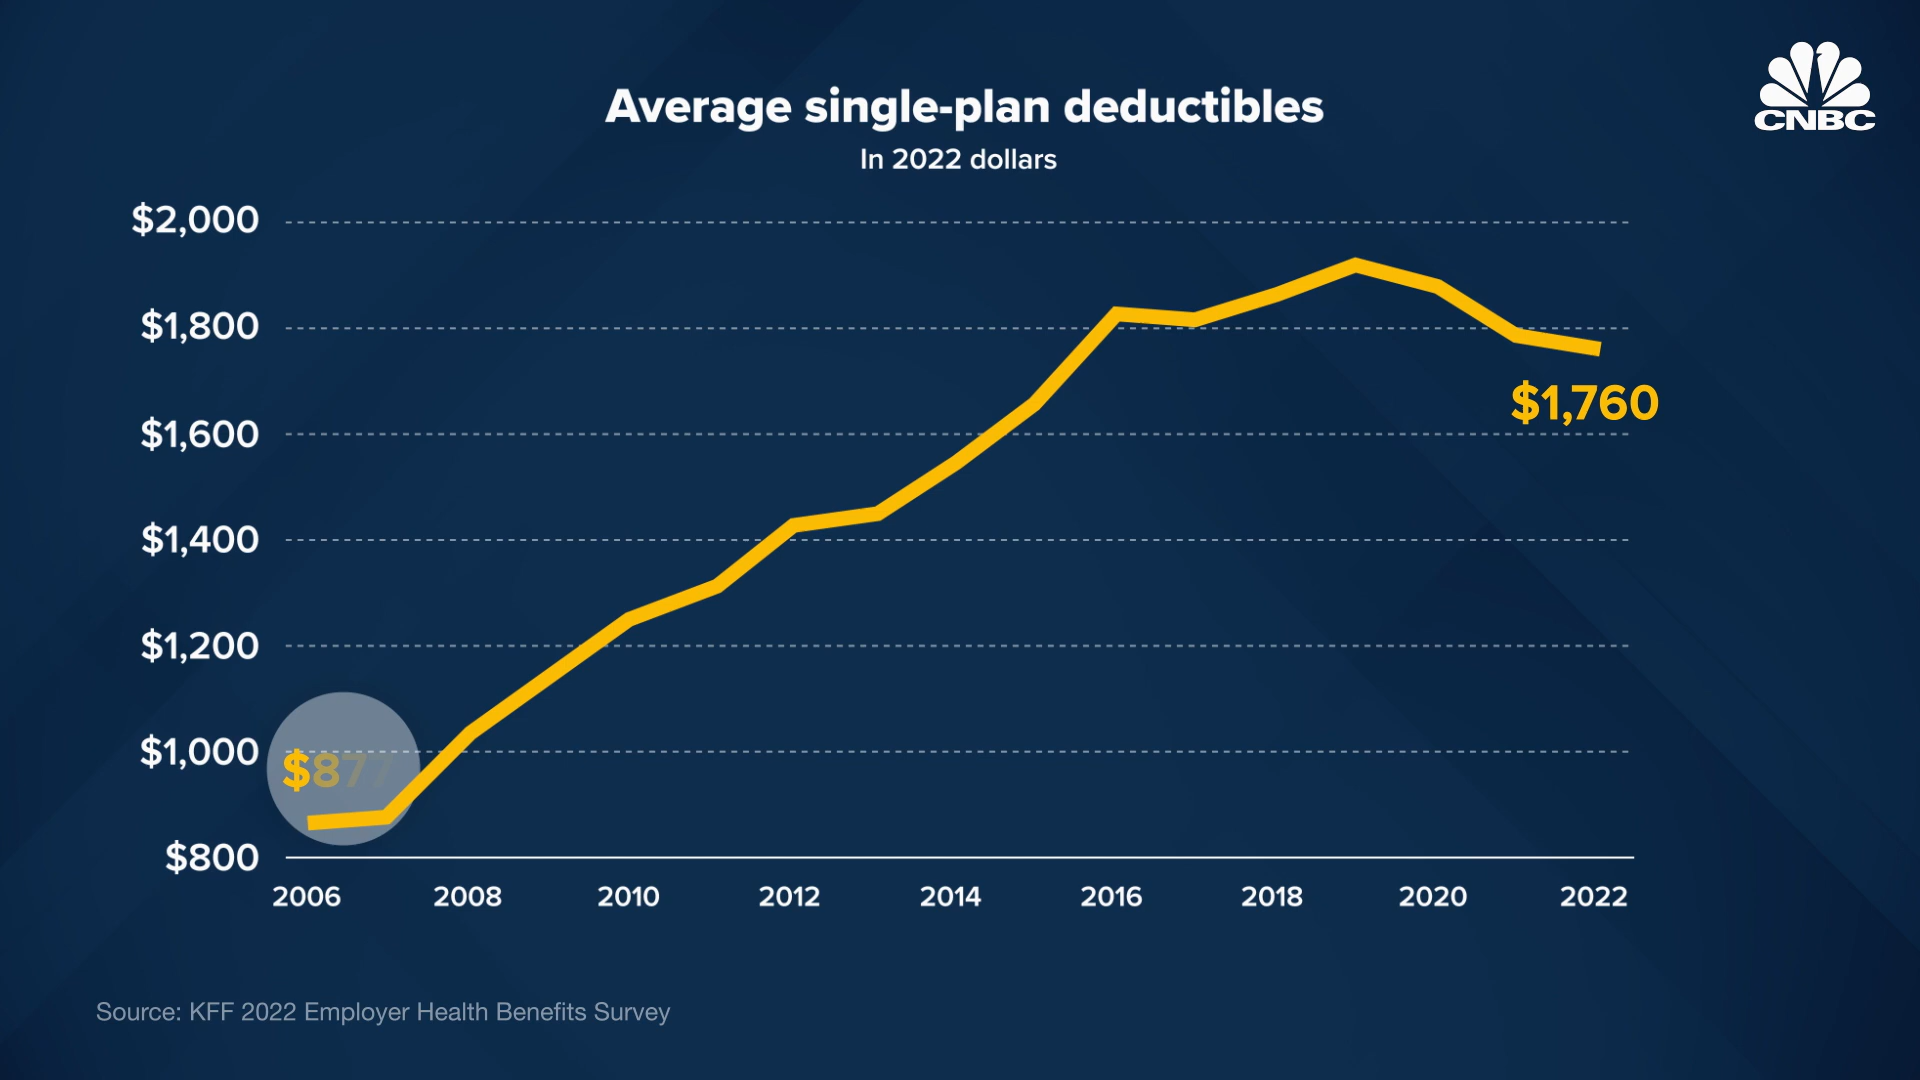 CNBC
Average single-plan deductibles
In 2022 dollars
$2,000
$1,800
$1,760
$1,600
$1,400
$1,200
$1,000
$877
$800
2006 2008 2010 2012 2014 2016 2018 2020 2022
Source: KFF 2022 Employer Health Benefits Survey